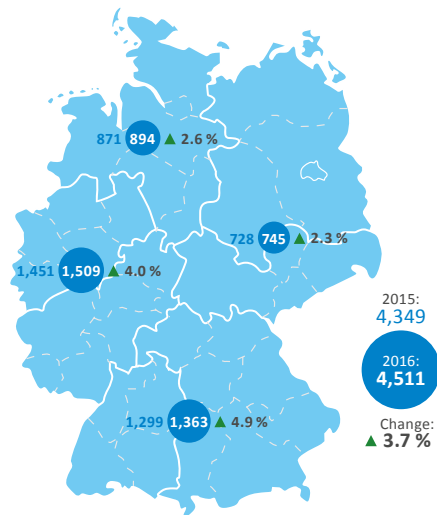 871 894 ▲ 2.6 %
728 745 ▲ 2.3 %
1,451 1,509 ▲ 4.0 %
2015:
4,349
2016:
4,511
1,299 1,363 ▲ 4.9 %
Change:
▲ 3.7 %